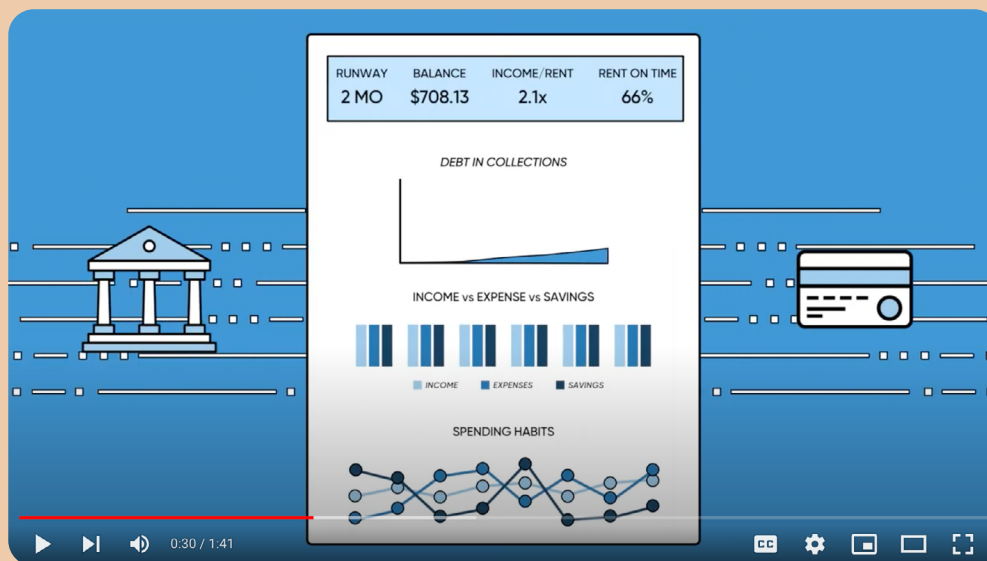 RUNWAY BALANCE INCOME/RENT RENT ON TIME
2 MO $708.13 2.1x 66%
DEBT IN COLLECTIONS
INCOME vs EXPENSE vs SAVINGS
INCOME EXPENSES SAVINGS
SPENDING HABITS
0:30 / 1:41 CC